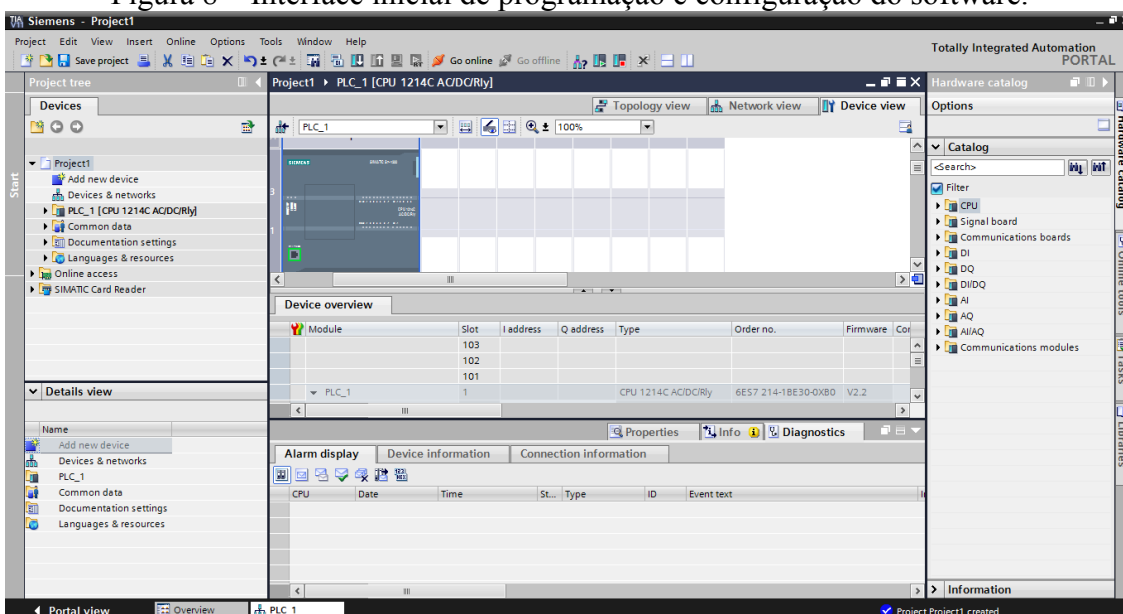 Figura 8 – Interface inicial de programação e configuração do software.
Siemens - Project1
Project Edit View Insert Online Options Tools Window Help
Totally Integrated Automation
PORTAL
Save project Go online Go offline
Project tree
Project1 PLC_1 [CPU 1214C AC/DC/Rly]
Hardware catalog
Devices
Topology view Network view Device view
Options
PLC_1 100%
Catalog
<Search>
Filter
Project1
Add new device
Devices & networks
PLC_1 [CPU 1214C AC/DC/Rly]
Common data
Documentation settings
Languages & resources
Online access
SIMATIC Card Reader
Start
SIEMENS
CPU
Signal board
Communications boards
DI
DQ
DI/DQ
AI
AQ
AI/AQ
Communications modules
Hardware catalog
Online tools
Tasks
Libraries
Device overview
Module Slot I address Q address Type Order no. Firmware
103
102
101
PLC_1 1 CPU 1214C AC/DC/Rly 6ES7 214-1BE30-0XB0 V2.2
Details view
Name
Add new device
Devices & networks
PLC_1
Common data
Documentation settings
Languages & resources
Properties Info Diagnostics
Alarm display Device information Connection information
CPU Date Time St... Type ID Event text
Information
Portal view Overview PLC_1
Project Project1 created